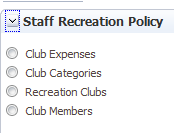 Staff Recreation Policy
Club Expenses
Club Categories
Recreation Clubs
Club Members